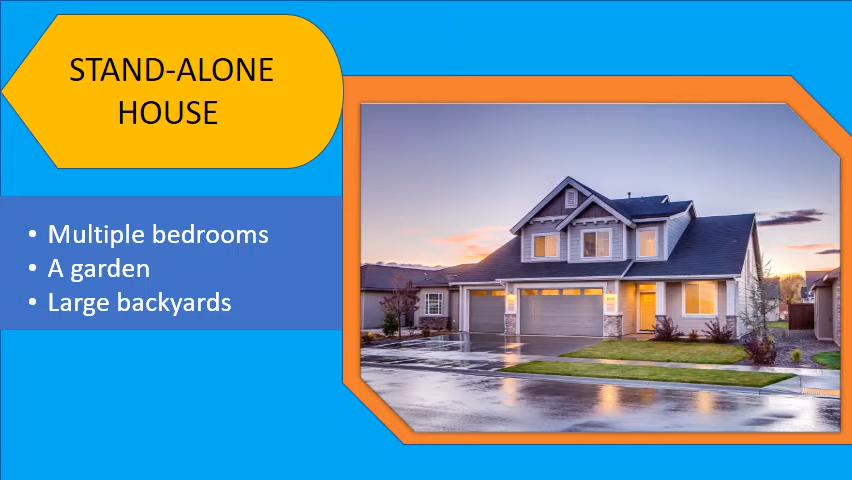 STAND-ALONE
HOUSE
• Multiple bedrooms
• A garden
• Large backyards